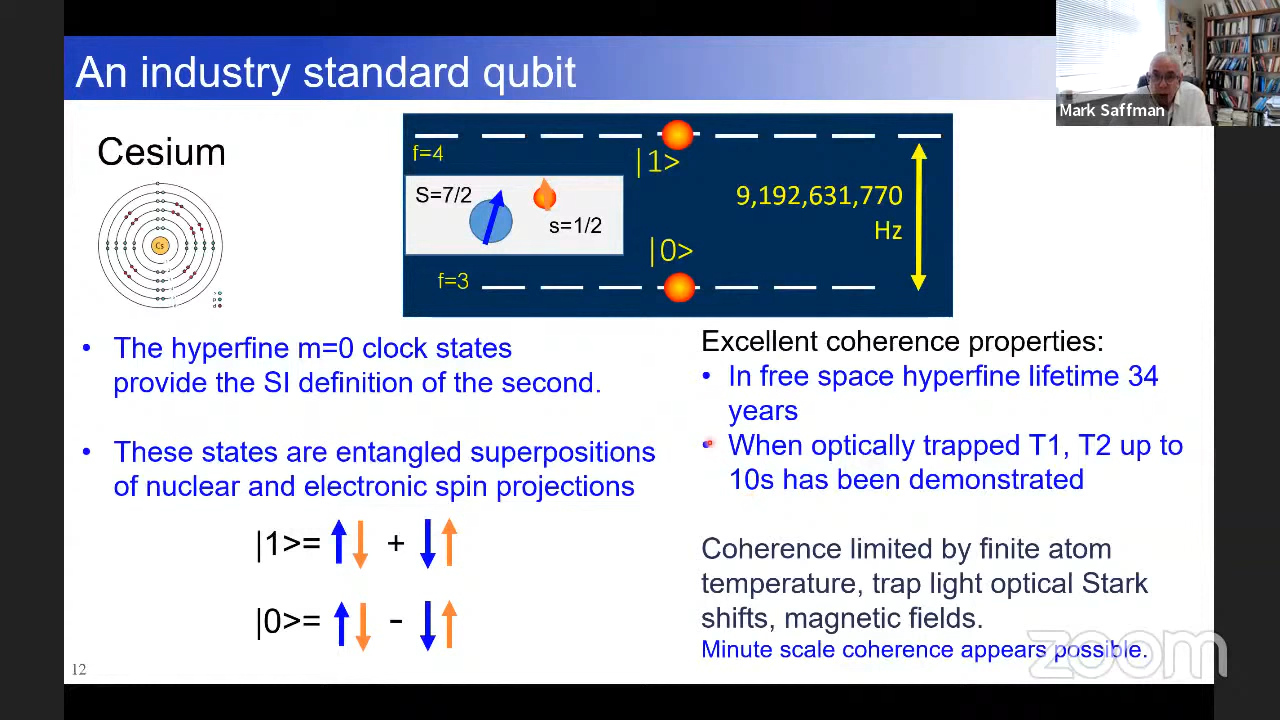 An industry standard qubit
Mark Saffman
Cesium
Cs
f=4
|1>
S=7/2
s=1/2
9,192,631,770
Hz
|0>
f=3
• The hyperfine m=0 clock states
provide the SI definition of the second.
• These states are entangled superpositions
of nuclear and electronic spin projections
|1>= +
|0>= -
Excellent coherence properties:
• In free space hyperfine lifetime 34
years
• When optically trapped T1, T2 up to
10s has been demonstrated
Coherence limited by finite atom
temperature, trap light optical Stark
shifts, magnetic fields.
Minute scale coherence appears possible.
zoom
12